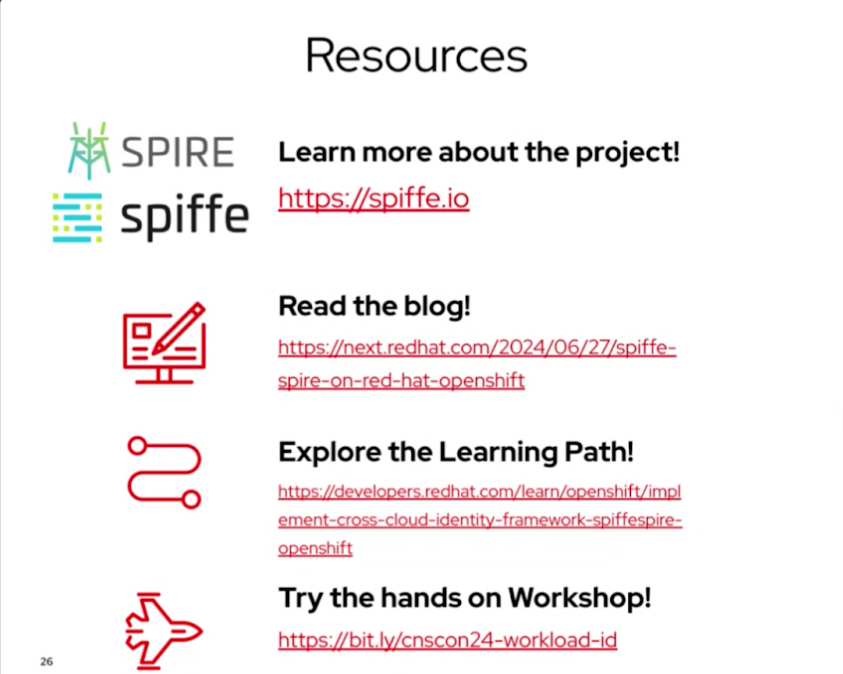 Resources
SPIRE
spiffe
Learn more about the project!
https://spiffe.io
Read the blog!
https://next.redhat.com/2024/06/27/spiffe-
spire-on-red-hat-openshift
Explore the Learning Path!
https://developers.redhat.com/learn/openshift/impl
ement-cross-cloud-identity-framework-spiffespire-
openshift
Try the hands on Workshop!
https://bit.ly/cnscon24-workload-id
26